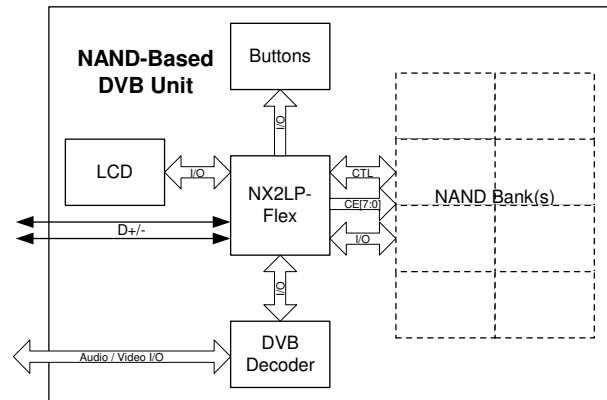 NAND-Based
DVB Unit
Buttons
I/O
LCD
I/O
NX2LP-
Flex
CTL
CE[7:0]
I/O
NAND Bank(s)
D+/-
I/O
DVB
Decoder
Audio / Video I/O